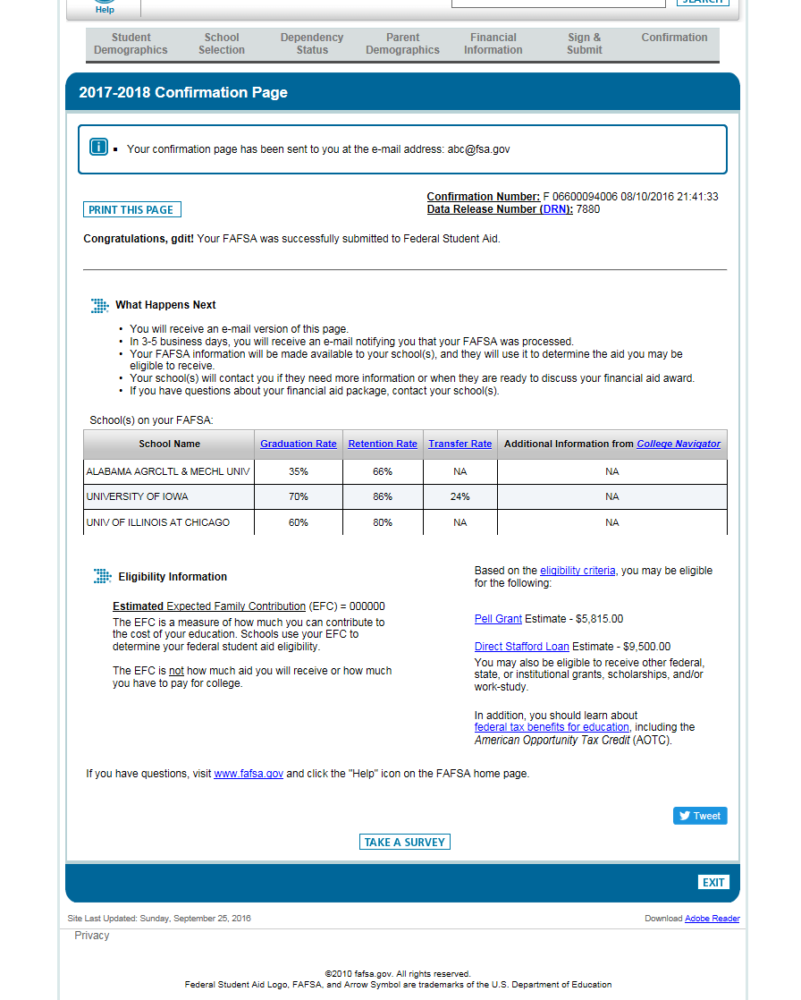 Help
SEARCH
Student Demographics
School Selection
Dependency Status
Parent Demographics
Financial Information
Sign & Submit
Confirmation
2017-2018 Confirmation Page
▪ Your confirmation page has been sent to you at the e-mail address: abc@fsa.gov
PRINT THIS PAGE
Confirmation Number: F 06600094006 08/10/2016 21:41:33
Data Release Number (DRN): 7880
Congratulations, gdit! Your FAFSA was successfully submitted to Federal Student Aid.
What Happens Next
• You will receive an e-mail version of this page.
• In 3-5 business days, you will receive an e-mail notifying you that your FAFSA was processed.
• Your FAFSA information will be made available to your school(s), and they will use it to determine the aid you may be
eligible to receive.
• Your school(s) will contact you if they need more information or when they are ready to discuss your financial aid award.
• If you have questions about your financial aid package, contact your school(s).
School(s) on your FAFSA:
School Name Graduation Rate Retention Rate Transfer Rate Additional Information from College Navigator
ALABAMA AGRCLTL & MECHL UNIV 35% 66% NA NA
UNIVERSITY OF IOWA 70% 86% 24% NA
UNIV OF ILLINOIS AT CHICAGO 60% 80% NA NA
Eligibility Information
Estimated Expected Family Contribution (EFC) = 000000
The EFC is a measure of how much you can contribute to
the cost of your education. Schools use your EFC to
determine your federal student aid eligibility.
The EFC is not how much aid you will receive or how much
you have to pay for college.
Based on the eligibility criteria, you may be eligible
for the following:
Pell Grant Estimate - $5,815.00
Direct Stafford Loan Estimate - $9,500.00
You may also be eligible to receive other federal,
state, or institutional grants, scholarships, and/or
work-study.
In addition, you should learn about
federal tax benefits for education, including the
American Opportunity Tax Credit (AOTC).
If you have questions, visit www.fafsa.gov and click the "Help" icon on the FAFSA home page.
Tweet
TAKE A SURVEY
EXIT
Site Last Updated: Sunday, September 25, 2016
Download Adobe Reader
Privacy
©2010 fafsa.gov. All rights reserved.
Federal Student Aid Logo, FAFSA, and Arrow Symbol are trademarks of the U.S. Department of Education